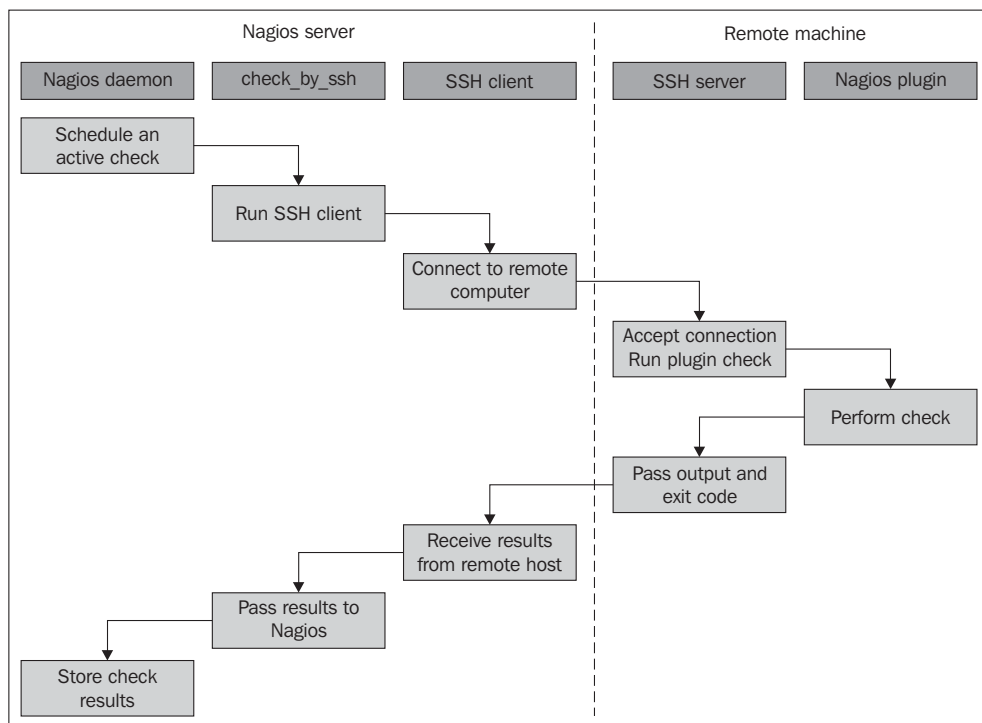 Nagios server
Remote machine
Nagios daemon
check_by_ssh
SSH client
SSH server
Nagios plugin
Schedule an
active check
Run SSH client
Connect to remote
computer
Accept connection
Run plugin check
Perform check
Pass output and
exit code
Receive results
from remote host
Pass results to
Nagios
Store check
results